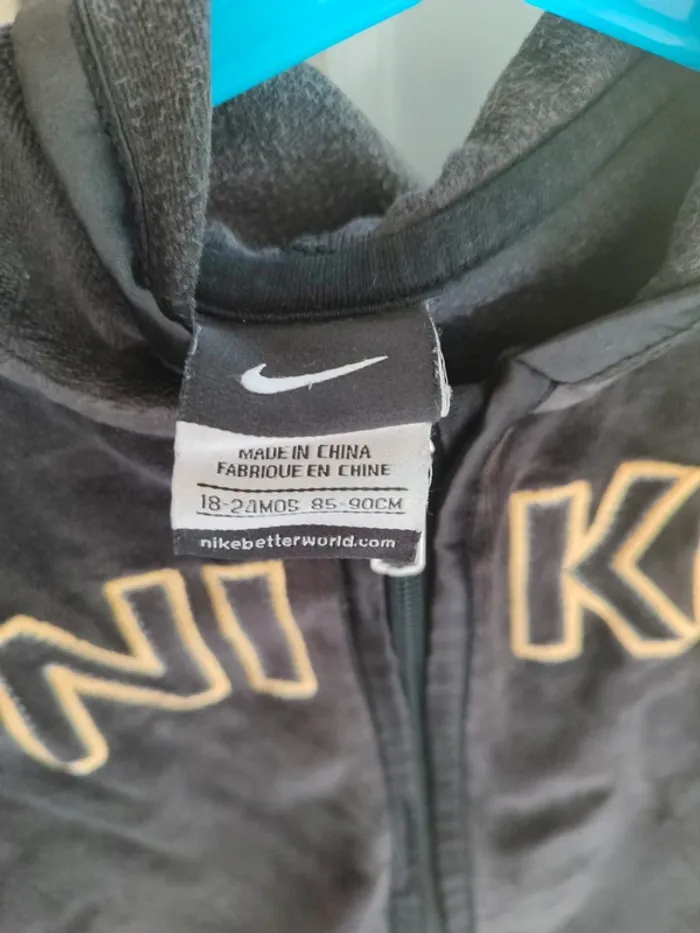 MADE IN CHINA
FABRIQUE EN CHINE
18-24MOS 85-90CM
nikebetterworld.com
NI K